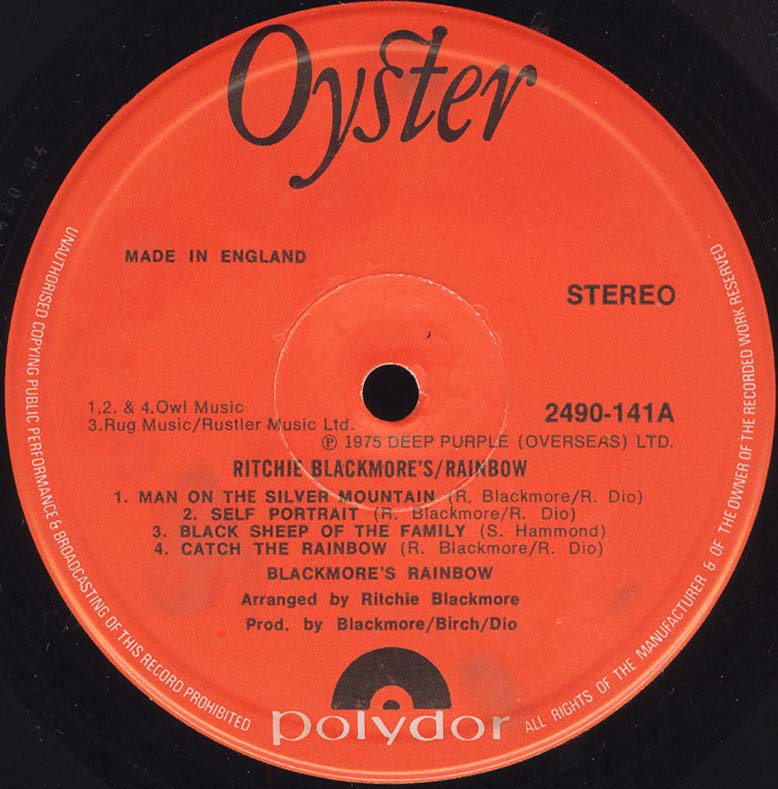 Oyster
MADE IN ENGLAND
STEREO
1,2. & 4.Owl Music
3.Rug Music/Rustler Music Ltd.
2490-141A
Ⓟ 1975 DEEP PURPLE (OVERSEAS) LTD.
RITCHIE BLACKMORE'S/RAINBOW
1. MAN ON THE SILVER MOUNTAIN (R. Blackmore/R. Dio)
2. SELF PORTRAIT (R. Blackmore/R. Dio)
3. BLACK SHEEP OF THE FAMILY (S. Hammond)
4. CATCH THE RAINBOW (R. Blackmore/R. Dio)
BLACKMORE'S RAINBOW
Arranged by Ritchie Blackmore
Prod. by Blackmore/Birch/Dio
polydor
UNAUTHORISED COPYING PUBLIC PERFORMANCE & BROADCASTING OF THIS RECORD PROHIBITED
ALL RIGHTS OF THE MANUFACTURER & OF THE OWNER OF THE RECORDED WORK RESERVED